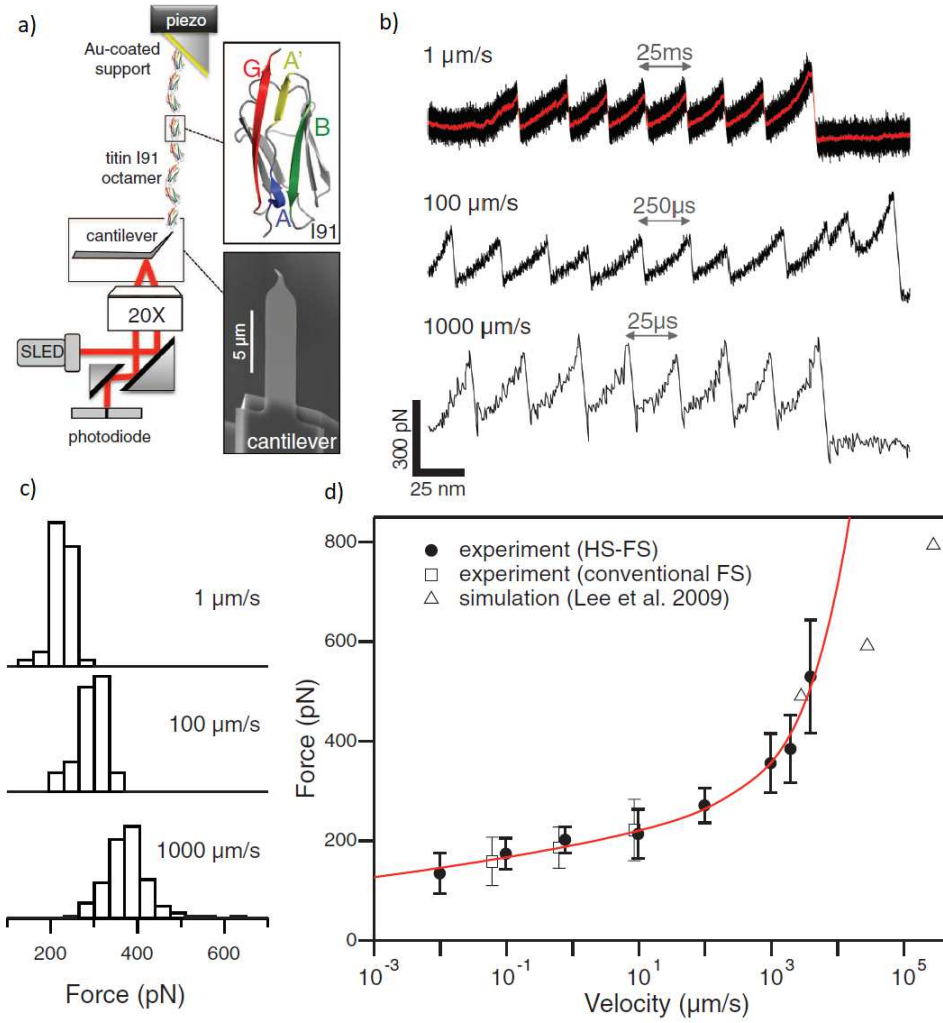 a)
piezo
Au-coated
support
titin I91
octamer
cantilever
20X
SLED
photodiode
G
A'
B
A
I91
5 µm
cantilever
b)
1 µm/s
25ms
100 µm/s
250µs
1000 µm/s
25µs
300 pN
25 nm
c)
1 µm/s
100 µm/s
1000 µm/s
200 400 600
Force (pN)
d)
experiment (HS-FS)
experiment (conventional FS)
simulation (Lee et al. 2009)
800
600
400
200
0
Force (pN)
10⁻³ 10⁻¹ 10¹ 10³ 10⁵
Velocity (µm/s)